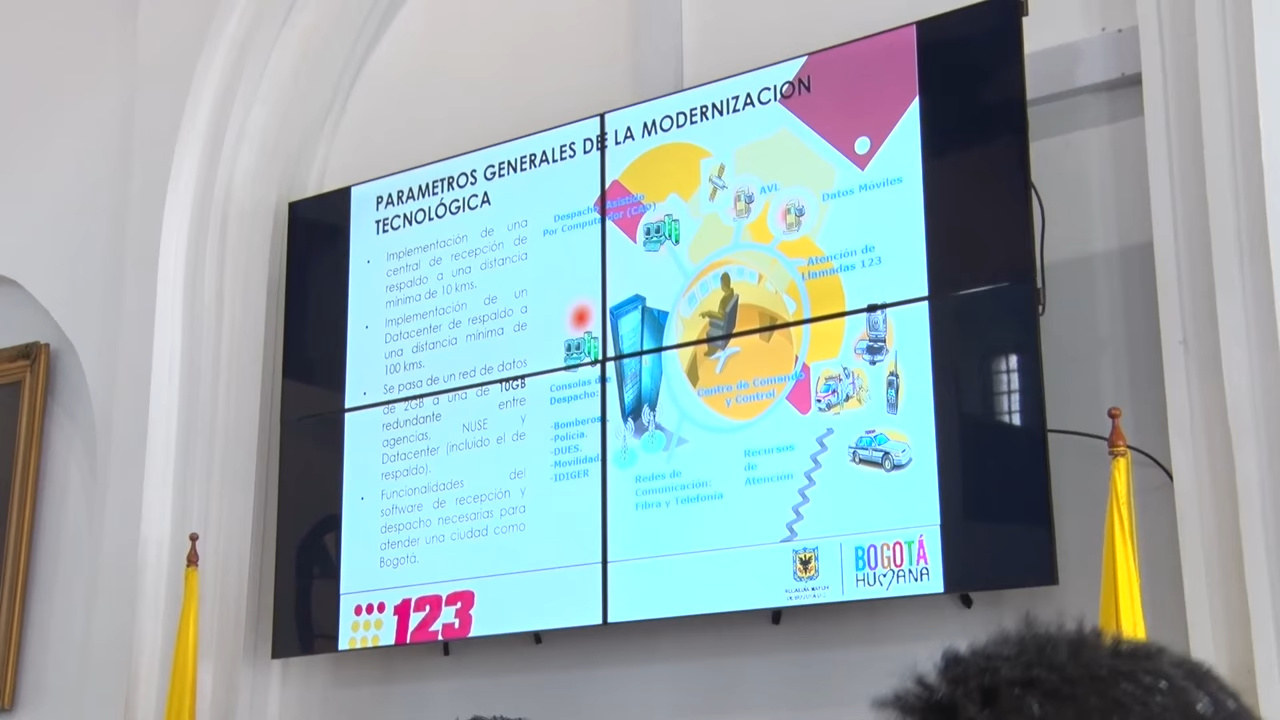 PARAMETROS GENERALES DE LA MODERNIZACION
TECNOLÓGICA
• Implementación de una
central de recepción de
respaldo a una distancia
mínima de 10 kms.
• Implementación de un
Datacenter de respaldo a
una distancia mínima de
100 kms.
• Se pasa de un red de datos
de 2GB a una de 10GB
redundante entre
agencias, NUSE y
Datacenter (incluido el de
respaldo).
• Funcionalidades del
software de recepción y
despacho necesarias para
atender una ciudad como
Bogotá.
Despacho Asistido
Por Computador (CAD)
AVL
Datos Móviles
Atención de
Llamadas 123
Centro de Comando
y Control
Consolas de
Despacho:
-Bomberos.
-Policía.
-DUES.
-Movilidad.
-IDIGER
Redes de
Comunicación:
Fibra y Telefonía
Recursos
de
Atención
123
ALCALDÍA MAYOR
DE BOGOTÁ D.C.
BOGOTÁ
HUMANA